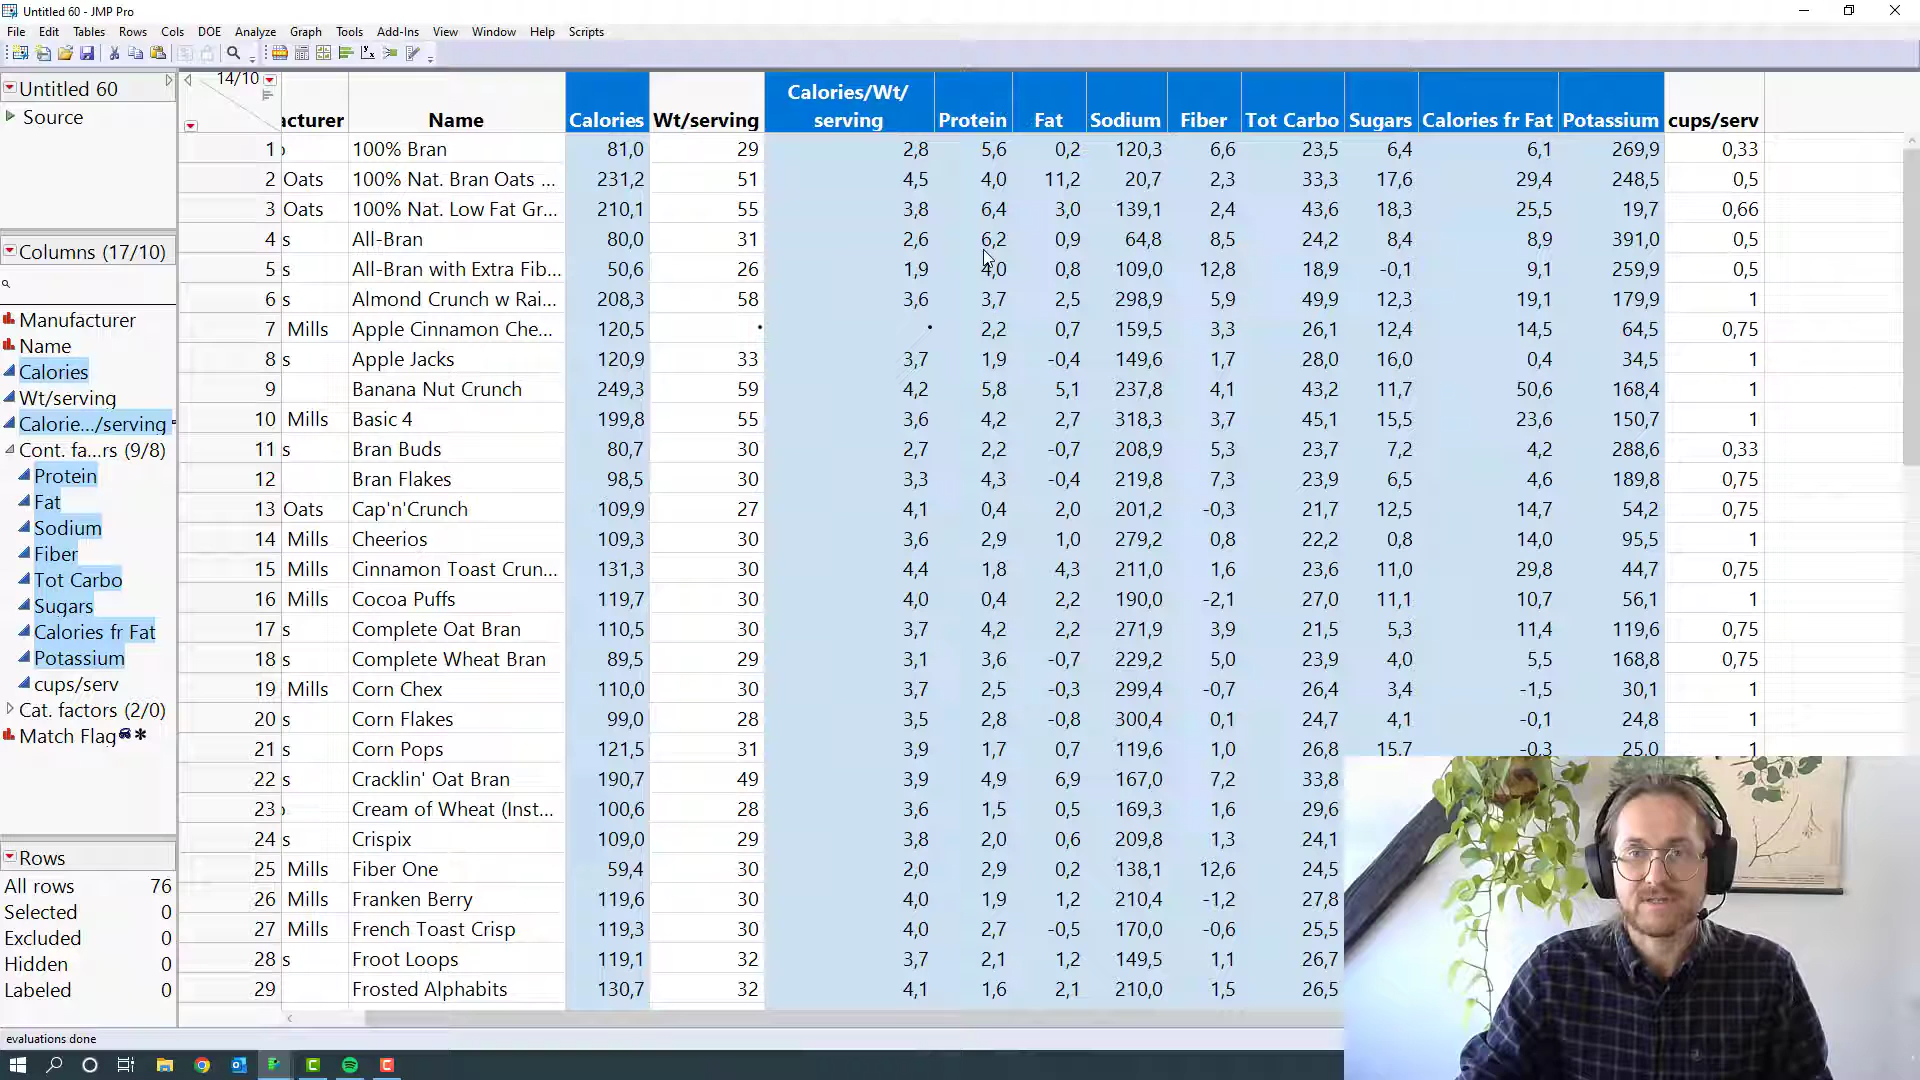 Untitled 60 - JMP Pro
File Edit Tables Rows Cols DOE Analyze Graph Tools Add-Ins View Window Help Scripts
Untitled 60
Source
Columns (17/10)
Manufacturer
Name
Calories
Wt/serving
Calorie.../serving
Cont. fa...rs (9/8)
Protein
Fat
Sodium
Fiber
Tot Carbo
Sugars
Calories fr Fat
Potassium
cups/serv
Cat. factors (2/0)
Match Flag
Rows
All rows 76
Selected 0
Excluded 0
Hidden 0
Labeled 0
14/10
acturer Name Calories Wt/serving Calories/Wt/ serving Protein Fat Sodium Fiber Tot Carbo Sugars Calories fr Fat Potassium cups/serv
1 100% Bran 81,0 29 2,8 5,6 0,2 120,3 6,6 23,5 6,4 6,1 269,9 0,33
2 Oats 100% Nat. Bran Oats ... 231,2 51 4,5 4,0 11,2 20,7 2,3 33,3 17,6 29,4 248,5 0,5
3 Oats 100% Nat. Low Fat Gr... 210,1 55 3,8 6,4 3,0 139,1 2,4 43,6 18,3 25,5 19,7 0,66
4 s All-Bran 80,0 31 2,6 6,2 0,9 64,8 8,5 24,2 8,4 8,9 391,0 0,5
5 s All-Bran with Extra Fib... 50,6 26 1,9 4,0 0,8 109,0 12,8 18,9 -0,1 9,1 259,9 0,5
6 s Almond Crunch w Rai... 208,3 58 3,6 3,7 2,5 298,9 5,9 49,9 12,3 19,1 179,9 1
7 Mills Apple Cinnamon Che... 120,5 • • 2,2 0,7 159,5 3,3 26,1 12,4 14,5 64,5 0,75
8 s Apple Jacks 120,9 33 3,7 1,9 -0,4 149,6 1,7 28,0 16,0 0,4 34,5 1
9 Banana Nut Crunch 249,3 59 4,2 5,8 5,1 237,8 4,1 43,2 11,7 50,6 168,4 1
10 Mills Basic 4 199,8 55 3,6 4,2 2,7 318,3 3,7 45,1 15,5 23,6 150,7 1
11 s Bran Buds 80,7 30 2,7 2,2 -0,7 208,9 5,1 23,7 7,2 4,2 288,6 0,33
12 Bran Flakes 98,5 30 3,3 4,3 -0,4 219,8 7,3 23,9 6,5 4,6 189,8 0,75
13 Oats Cap'n'Crunch 109,9 27 4,1 0,4 2,0 201,2 -0,3 21,7 12,5 14,7 54,2 0,75
14 Mills Cheerios 109,3 30 3,6 2,9 1,0 279,2 0,8 22,2 0,8 14,0 95,5 1
15 Mills Cinnamon Toast Crun... 131,3 30 4,4 1,8 4,3 211,0 1,6 23,6 11,0 29,8 44,7 0,75
16 Mills Cocoa Puffs 119,7 30 4,0 0,4 2,2 190,0 -2,1 27,0 11,1 10,7 56,1 1
17 s Complete Oat Bran 110,5 30 3,7 4,2 2,2 271,9 3,9 21,5 5,3 11,4 119,6 0,75
18 s Complete Wheat Bran 89,5 29 3,1 3,6 -0,7 229,2 5,0 23,9 4,0 5,5 168,8 0,75
19 Mills Corn Chex 110,0 30 3,7 2,5 -0,3 299,4 -0,7 26,4 3,4 -1,5 30,1 1
20 s Corn Flakes 99,0 28 3,5 2,8 -0,8 300,4 0,1 24,7 4,1 -0,1 24,8 1
21 s Corn Pops 121,5 31 3,9 1,7 0,7 119,6 1,0 26,8 15,7 -0,3 25,0 1
22 s Cracklin' Oat Bran 190,7 49 3,9 4,9 6,9 167,0 7,2 33,8
23 Cream of Wheat (Inst... 100,6 28 3,6 1,5 0,5 169,3 1,6 29,6
24 s Crispix 109,0 29 3,8 2,0 0,6 209,8 1,3 24,1
25 Mills Fiber One 59,4 30 2,0 2,9 0,2 138,1 12,6 24,5
26 Mills Franken Berry 119,6 30 4,0 1,9 1,2 210,4 -1,2 27,8
27 Mills French Toast Crisp 119,3 30 4,0 2,7 -0,5 170,0 -0,6 25,5
28 s Froot Loops 119,1 32 3,7 2,1 1,2 149,5 1,1 26,7
29 Frosted Alphabits 130,7 32 4,1 1,6 2,1 210,0 1,5 26,5
evaluations done